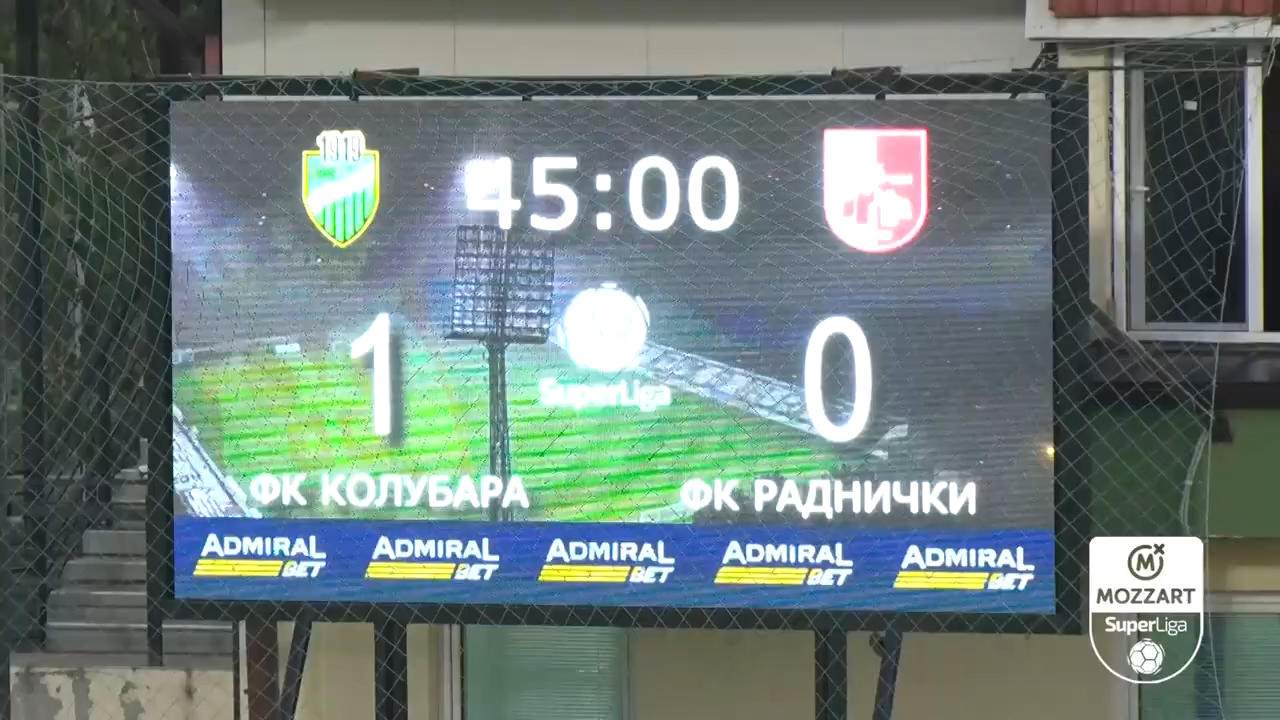 1919
45:00
1
0
SuperLiga
ФК КОЛУБАРА
ФК РАДНИЧКИ
ADMIRAL BET
ADMIRAL BET
ADMIRAL BET
ADMIRAL BET
ADMIRAL BET
MOZZART
SuperLiga